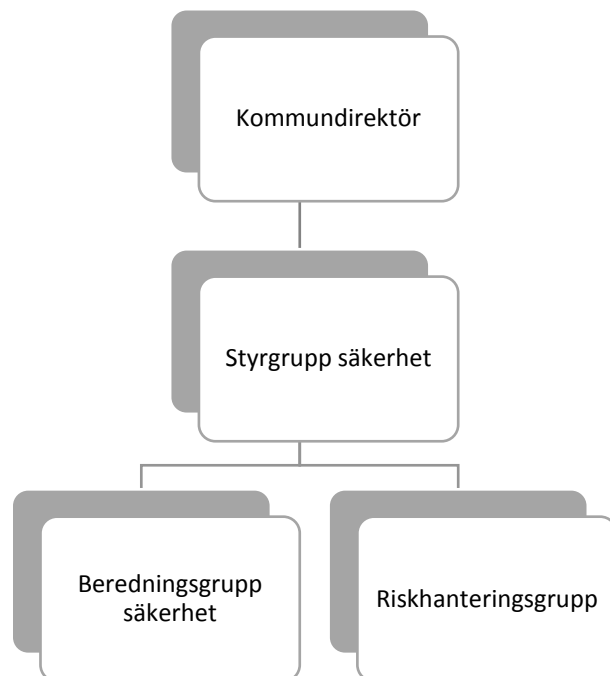 Kommundirektör
Styrgrupp säkerhet
Beredningsgrupp
säkerhet
Riskhanteringsgrupp